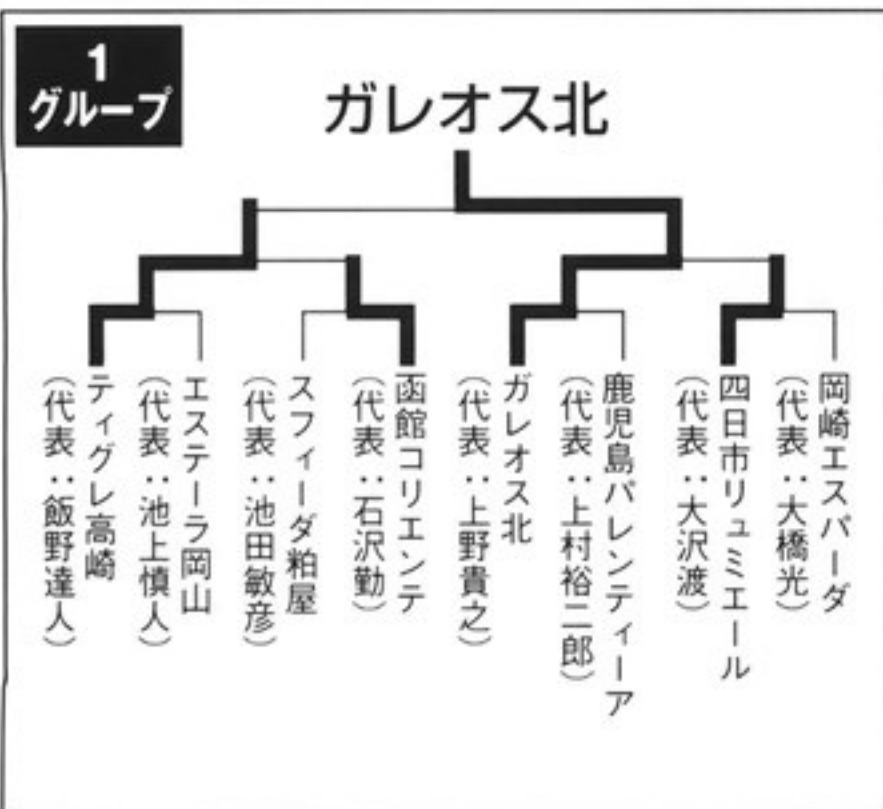 1
グループ
ガレオス北
ティグレ高崎
(代表:飯野達人)
エステーラ岡山
(代表:池上慎人)
スフィーダ粕屋
(代表:池田敏彦)
函館コリエンテ
(代表:石沢勤)
ガレオス北
(代表:上野貴之)
鹿児島バレンティーア
(代表:上村裕二郎)
四日市リュミエール
(代表:大沢渡)
岡崎エスパーダ
(代表:大橋光)